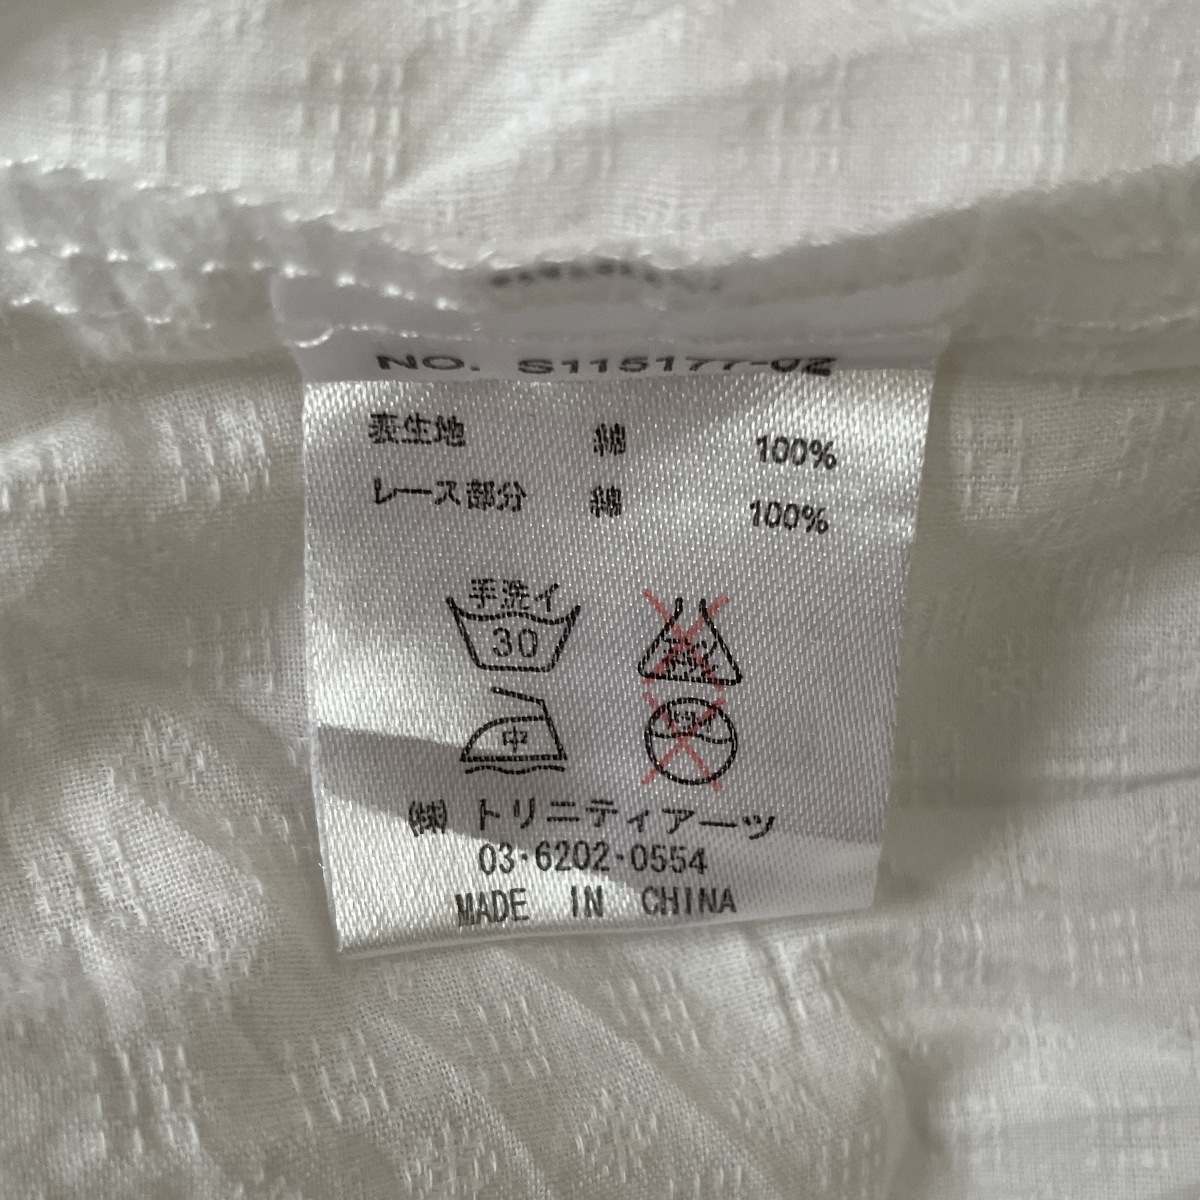 NO. S115177-02
表生地 綿 100%
レース部分 綿 100%
手洗イ
30
中
(株) トリニティアーツ
03・6202・0554
MADE IN CHINA